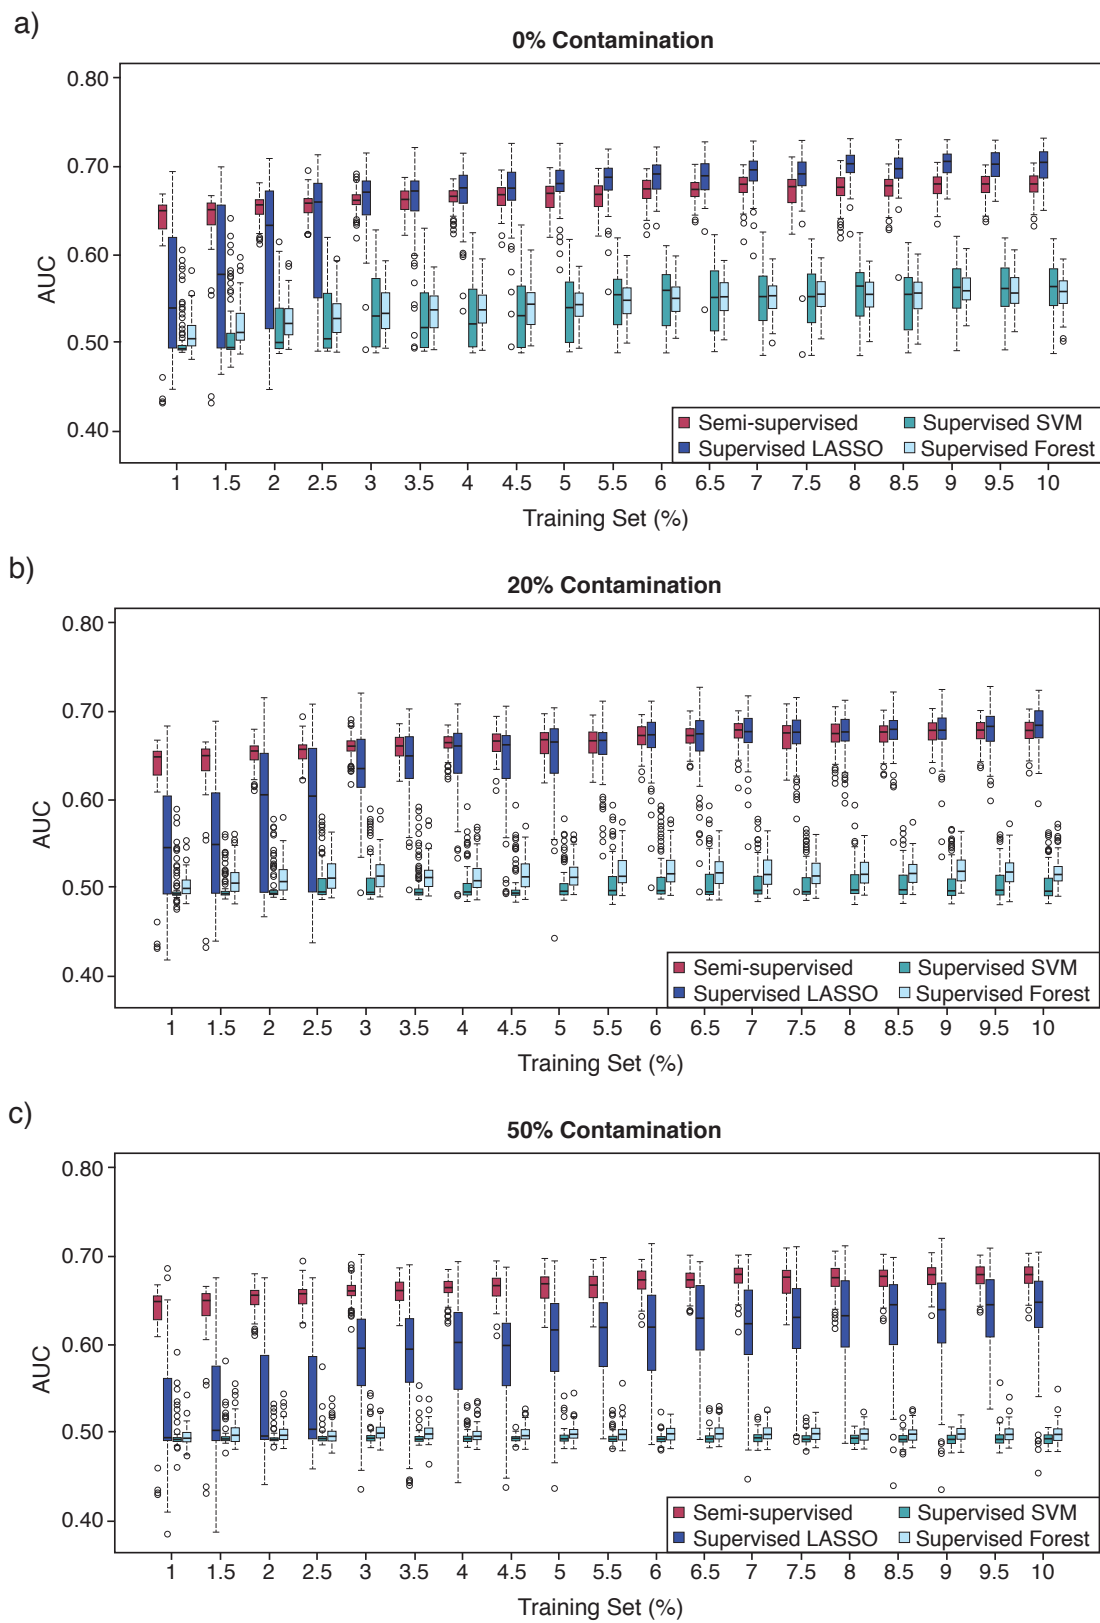 a)
0% Contamination
0.80
0.70
0.60
0.50
0.40
AUC
Semi-supervised
Supervised SVM
Supervised LASSO
Supervised Forest
1 1.5 2 2.5 3 3.5 4 4.5 5 5.5 6 6.5 7 7.5 8 8.5 9 9.5 10
Training Set (%)
b)
20% Contamination
0.80
0.70
0.60
0.50
0.40
AUC
Semi-supervised
Supervised SVM
Supervised LASSO
Supervised Forest
1 1.5 2 2.5 3 3.5 4 4.5 5 5.5 6 6.5 7 7.5 8 8.5 9 9.5 10
Training Set (%)
c)
50% Contamination
0.80
0.70
0.60
0.50
0.40
AUC
Semi-supervised
Supervised SVM
Supervised LASSO
Supervised Forest
1 1.5 2 2.5 3 3.5 4 4.5 5 5.5 6 6.5 7 7.5 8 8.5 9 9.5 10
Training Set (%)